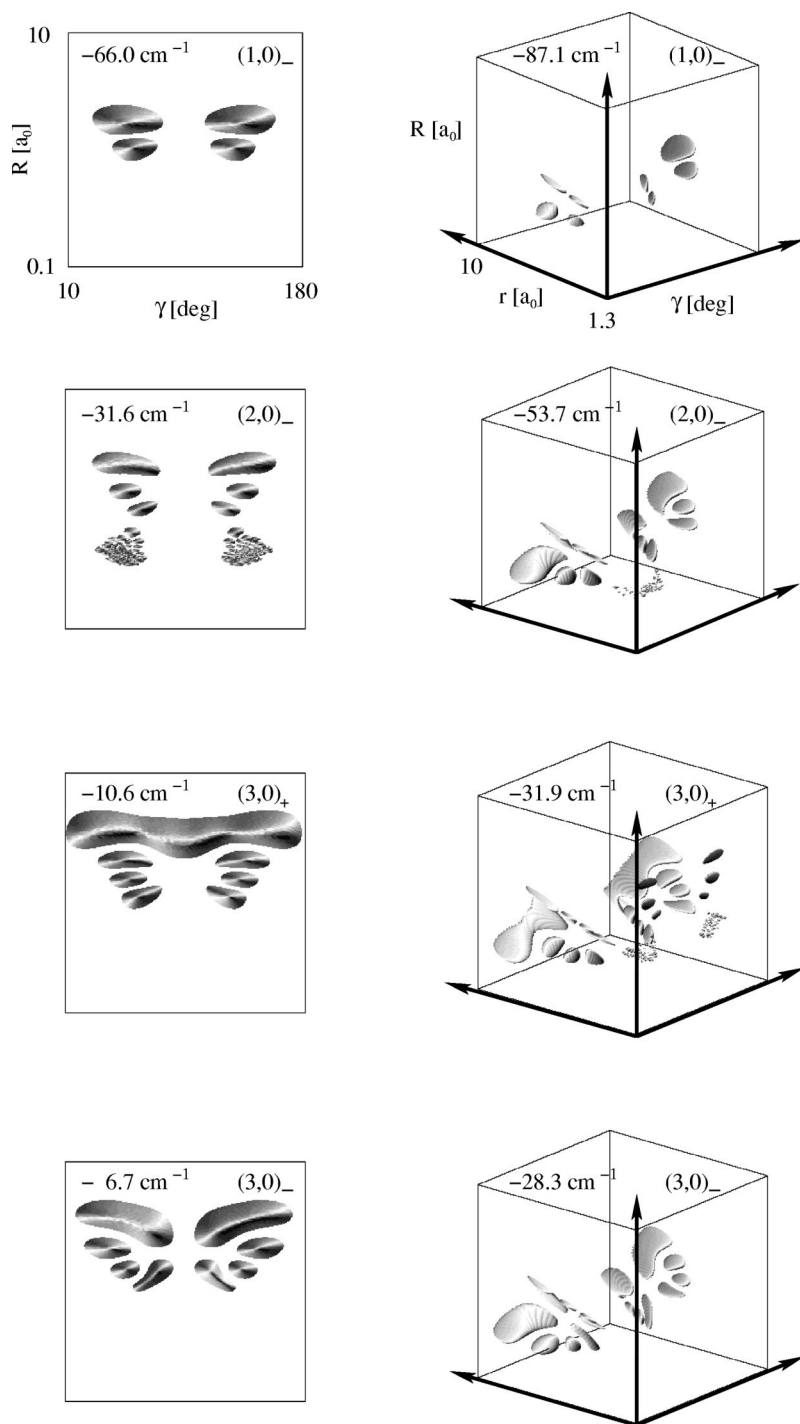 10
−66.0 cm⁻¹ (1,0)₋
R [a₀]
0.1
10 180
γ [deg]
−87.1 cm⁻¹ (1,0)₋
R [a₀]
10
r [a₀]
1.3
γ [deg]
−31.6 cm⁻¹ (2,0)₋
−53.7 cm⁻¹ (2,0)₋
−10.6 cm⁻¹ (3,0)₊
−31.9 cm⁻¹ (3,0)₊
− 6.7 cm⁻¹ (3,0)₋
−28.3 cm⁻¹ (3,0)₋